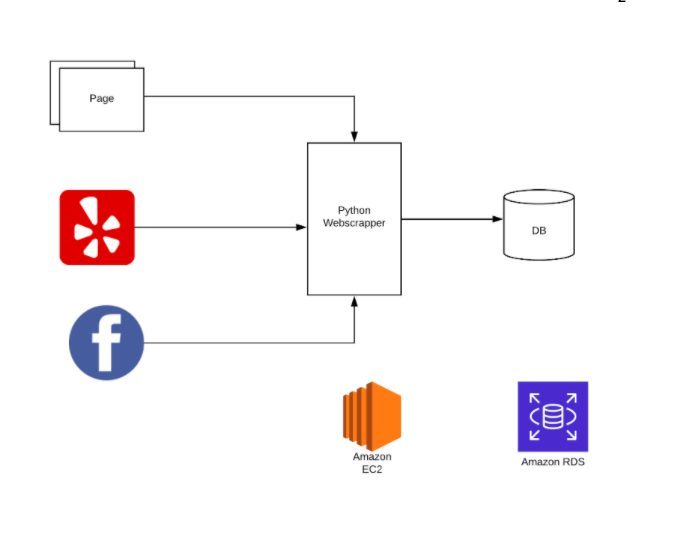 Page
Python
Webscrapper
DB
Amazon
EC2
Amazon RDS